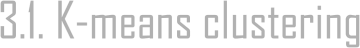 3.1. K-means clustering